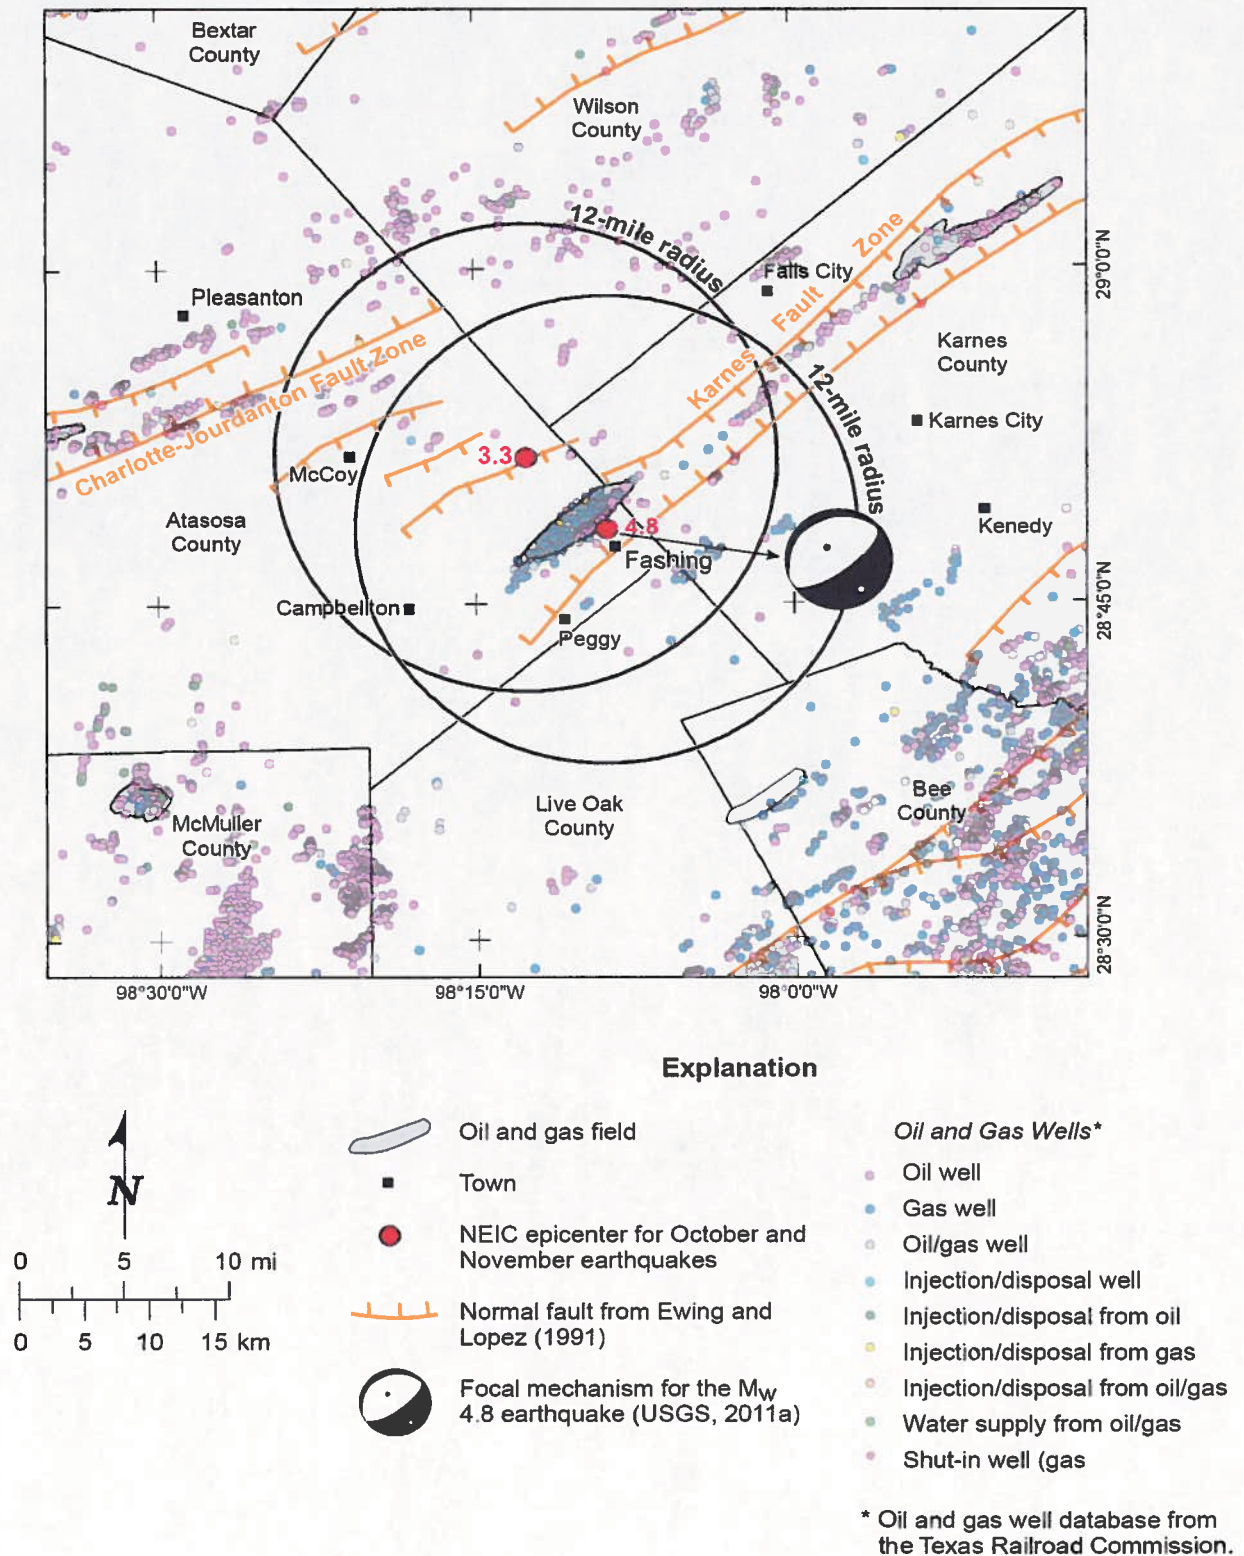 Bextar
County
Wilson
County
12-mile radius
Falls City
Zone
Fault
Karnes
29°0'0"N
Pleasanton
Karnes
County
Charlotte-Jourdanton Fault Zone
12-mile radius
Karnes City
3.3
McCoy
Atasosa
County
4.8
Kenedy
Fashing
Campbellton
Peggy
28°45'0"N
McMuller
County
Live Oak
County
Bee
County
28°30'0"N
98°30'0"W
98°15'0"W
98°0'0"W
Explanation
N
0 5 10 mi
0 5 10 15 km
Oil and gas field
Town
NEIC epicenter for October and
November earthquakes
Normal fault from Ewing and
Lopez (1991)
Focal mechanism for the Mw
4.8 earthquake (USGS, 2011a)
Oil and Gas Wells*
Oil well
Gas well
Oil/gas well
Injection/disposal well
Injection/disposal from oil
Injection/disposal from gas
Injection/disposal from oil/gas
Water supply from oil/gas
Shut-in well (gas
* Oil and gas well database from
the Texas Railroad Commission.